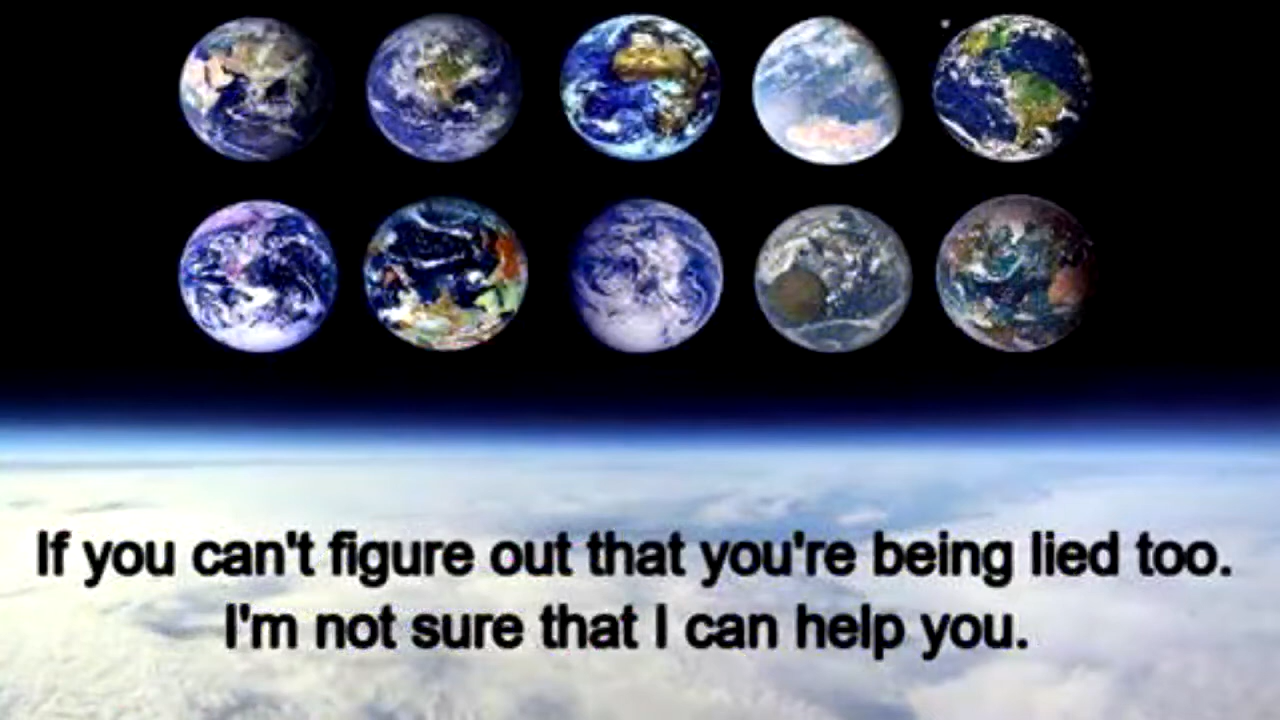 If you can't figure out that you're being lied too.
I'm not sure that I can help you.